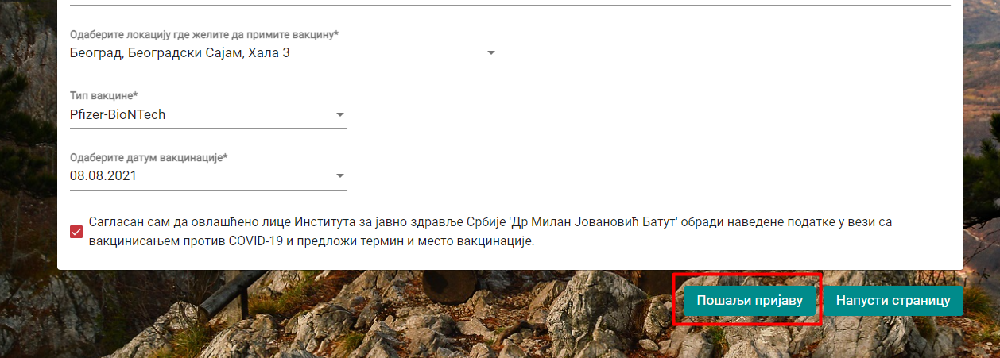 Одаберите локацију где желите да примите вакцину*
Београд, Београдски Сајам, Хала 3
Тип вакцине*
Pfizer-BioNTech
Одаберите датум вакцинације*
08.08.2021
Сагласан сам да овлашћено лице Института за јавно здравље Србије 'Др Милан Јовановић Батут' обради наведене податке у вези са
вакцинисањем против COVID-19 и предложи термин и место вакцинације.
Пошаљи пријаву
Напусти страницу